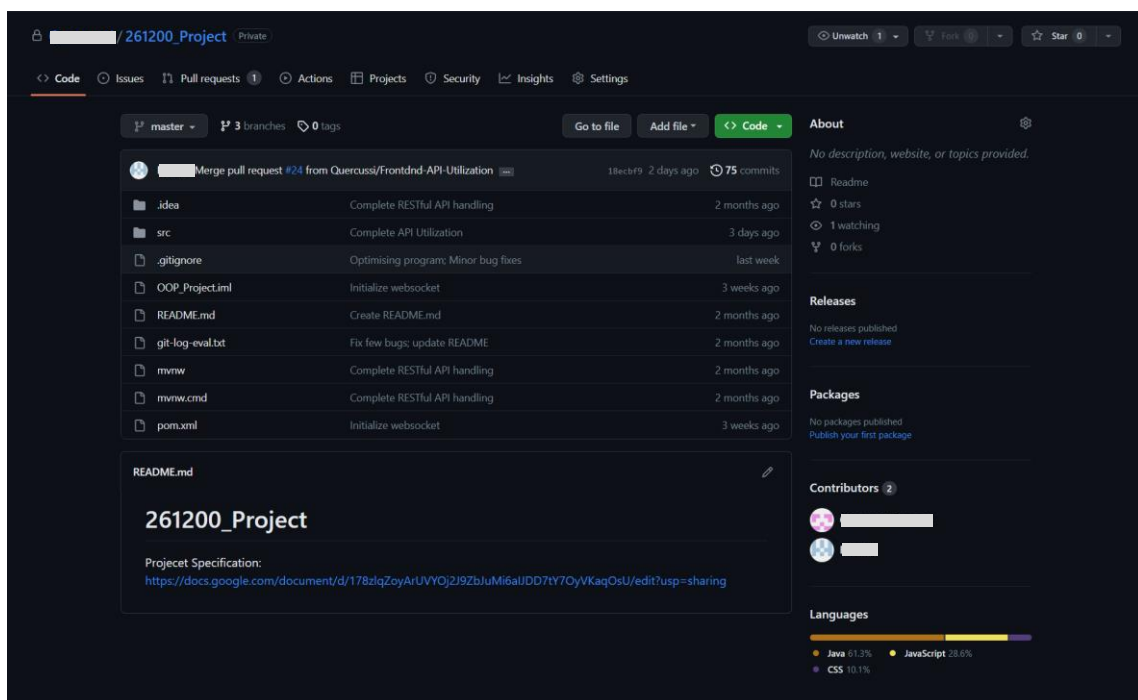 / 261200_Project Private
Unwatch 1
Fork 0
Star 0
Code
Issues
Pull requests 1
Actions
Projects
Security
Insights
Settings
master
3 branches
0 tags
Go to file
Add file
Code
Merge pull request #24 from Quercussi/Frontdnd-API-Utilization ...
18ecbf9 2 days ago
75 commits
.idea Complete RESTful API handling 2 months ago
src Complete API Utilization 3 days ago
.gitignore Optimising program; Minor bug fixes last week
OOP_Project.iml Initialize websocket 3 weeks ago
README.md Create README.md 2 months ago
git-log-eval.txt Fix few bugs; update README 2 months ago
mvnw Complete RESTful API handling 2 months ago
mvnw.cmd Complete RESTful API handling 2 months ago
pom.xml Initialize websocket 3 weeks ago
README.md
261200_Project
Projecet Specification:
https://docs.google.com/document/d/178zlqZoyArUVYOj2J9ZbJuMi6aUDD7tY7OyVKaqOsU/edit?usp=sharing
About
No description, website, or topics provided.
Readme
0 stars
1 watching
0 forks
Releases
No releases published
Create a new release
Packages
No packages published
Publish your first package
Contributors 2
Languages
Java 61.3%
JavaScript 28.6%
CSS 10.1%